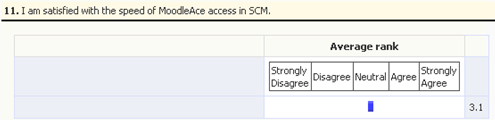 11. I am satisfied with the speed of MoodleAce access in SCM.
Average rank
Strongly Disagree Disagree Neutral Agree Strongly Agree
3.1